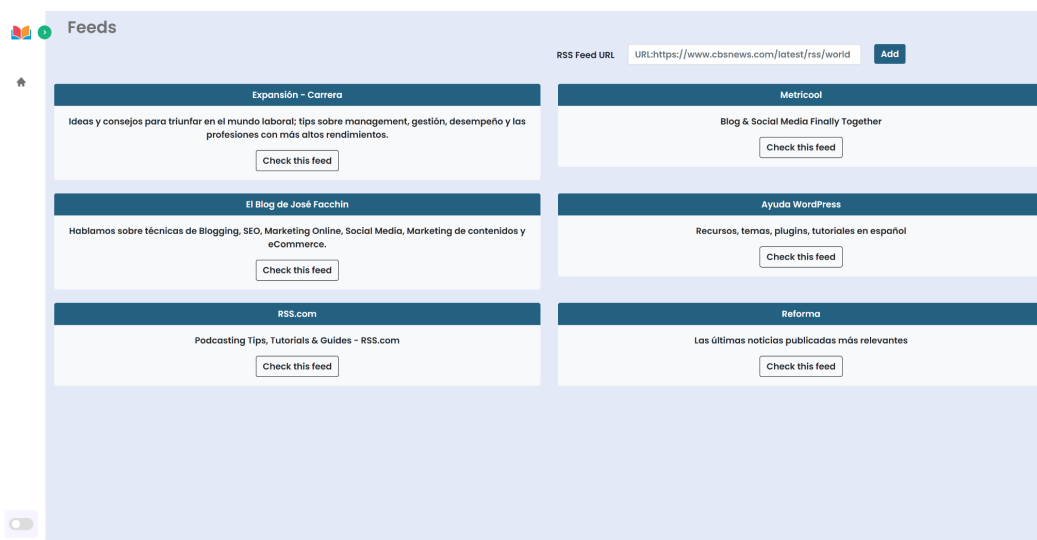 Feeds
RSS Feed URL
URL:https://www.cbsnews.com/latest/rss/world
Add
Expansión - Carrera
Ideas y consejos para triunfar en el mundo laboral; tips sobre management, gestión, desempeño y las
profesiones con más altos rendimientos.
Check this feed
Metricool
Blog & Social Media Finally Together
Check this feed
El Blog de José Facchin
Hablamos sobre técnicas de Blogging, SEO, Marketing Online, Social Media, Marketing de contenidos y
eCommerce.
Check this feed
Ayuda WordPress
Recursos, temas, plugins, tutoriales en español
Check this feed
RSS.com
Podcasting Tips, Tutorials & Guides - RSS.com
Check this feed
Reforma
Las últimas noticias publicadas más relevantes
Check this feed